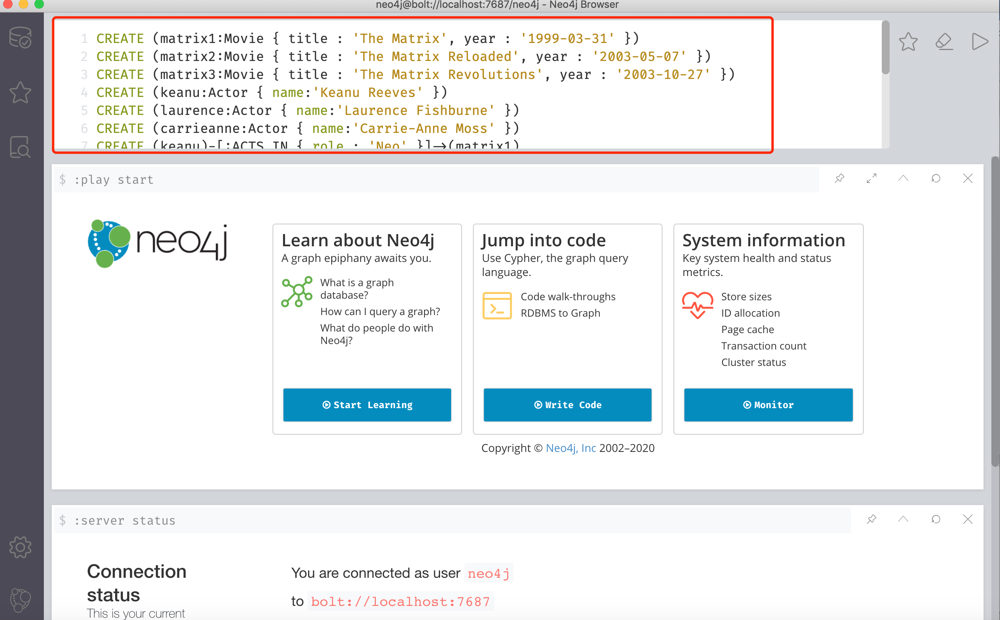 neo4j@bolt://localhost:7687/neo4j - Neo4j Browser
1 CREATE (matrix1:Movie { title : 'The Matrix', year : '1999-03-31' })
2 CREATE (matrix2:Movie { title : 'The Matrix Reloaded', year : '2003-05-07' })
3 CREATE (matrix3:Movie { title : 'The Matrix Revolutions', year : '2003-10-27' })
4 CREATE (keanu:Actor { name:'Keanu Reeves' })
5 CREATE (laurence:Actor { name:'Laurence Fishburne' })
6 CREATE (carrieanne:Actor { name:'Carrie-Anne Moss' })
7 CREATE (keanu)-[:ACTS_IN { role : 'Neo' }]->(matrix1)
$ :play start
neo4j
Learn about Neo4j
A graph epiphany awaits you.
What is a graph
database?
How can I query a graph?
What do people do with
Neo4j?
Start Learning
Jump into code
Use Cypher, the graph query
language.
Code walk-throughs
RDBMS to Graph
Write Code
System information
Key system health and status
metrics.
Store sizes
ID allocation
Page cache
Transaction count
Cluster status
Monitor
Copyright © Neo4j, Inc 2002–2020
$ :server status
Connection
status
This is your current
You are connected as user neo4j
to bolt://localhost:7687